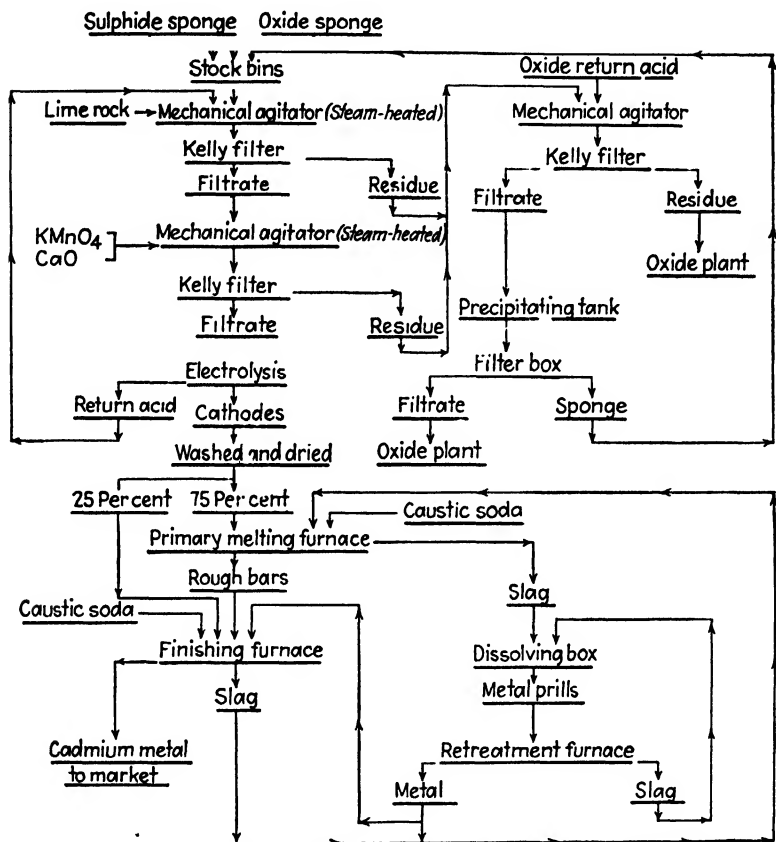 Sulphide sponge Oxide sponge
Stock bins
Oxide return acid
Lime rock Mechanical agitator (Steam-heated)
Mechanical agitator
Kelly filter
Kelly filter
Filtrate
Residue
Filtrate
Residue
KMnO4
CaO
Mechanical agitator (Steam-heated)
Oxide plant
Kelly filter
Precipitating tank
Filtrate
Residue
Filter box
Electrolysis
Return acid
Cathodes
Filtrate
Sponge
Washed and dried
Oxide plant
25 Per cent
75 Per cent
Caustic soda
Primary melting furnace
Rough bars
Slag
Caustic soda
Finishing furnace
Dissolving box
Slag
Metal prills
Cadmium metal
to market
Retreatment furnace
Metal
Slag